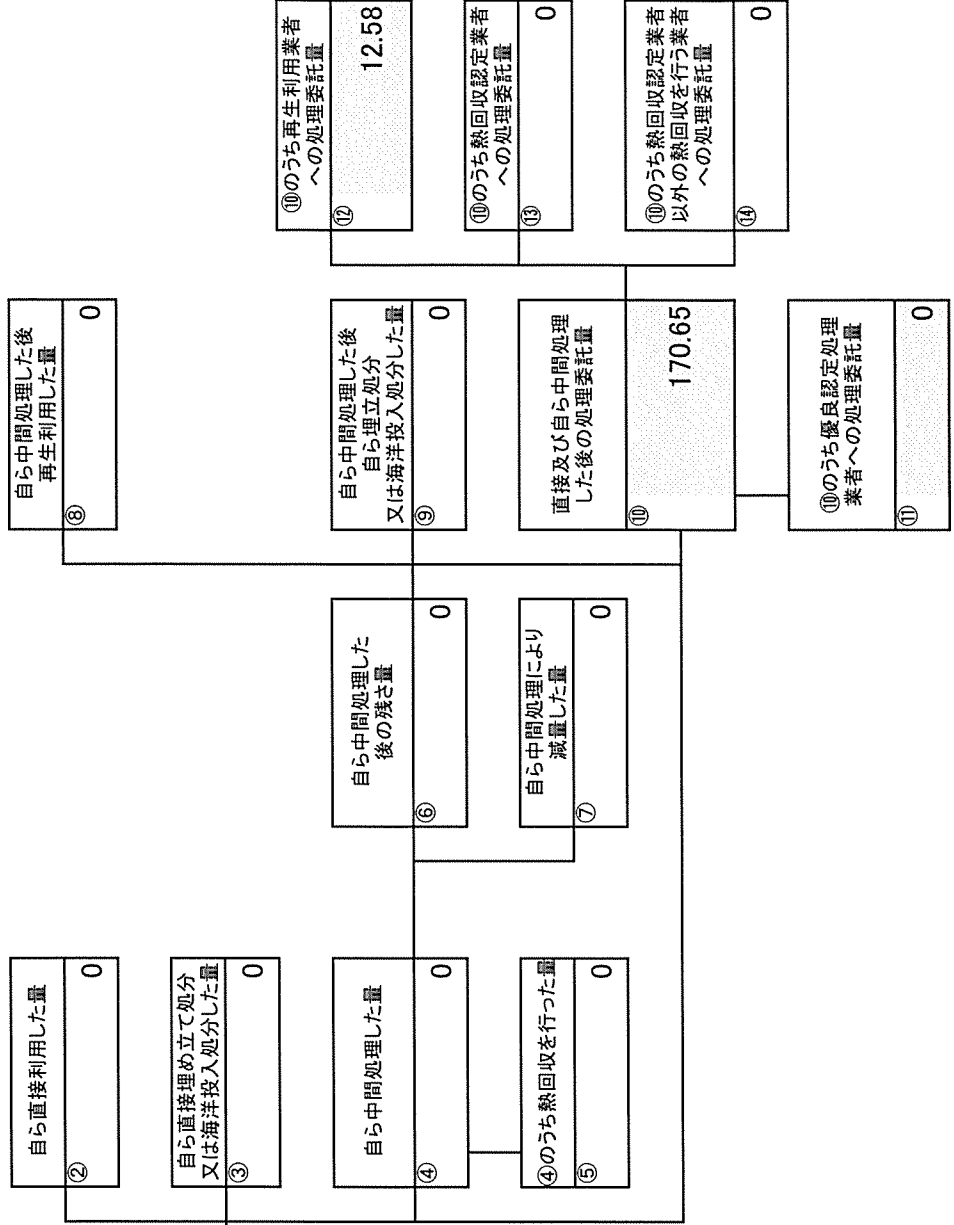 自ら直接利用した量
②
0
自ら直接埋め立て処分
又は海洋投入処分した量
③
0
自ら中間処理した量
④
0
④のうち熱回収を行った量
⑤
0
自ら中間処理した
後の残さ量
⑥
0
自ら中間処理により
減量した量
⑦
0
自ら中間処理した後
再生利用した量
⑧
0
自ら中間処理した後
自ら埋立処分
又は海洋投入処分した量
⑨
0
直接及び自ら中間処理
した後の処理委託量
⑩
170.65
⑩のうち優良認定処理
業者への処理委託量
⑪
0
⑩のうち再生利用業者
への処理委託量
⑫
12.58
⑩のうち熱回収認定業者
への処理委託量
⑬
0
⑩のうち熱回収認定業者
以外の熱回収を行う業者
への処理委託量
⑭
0